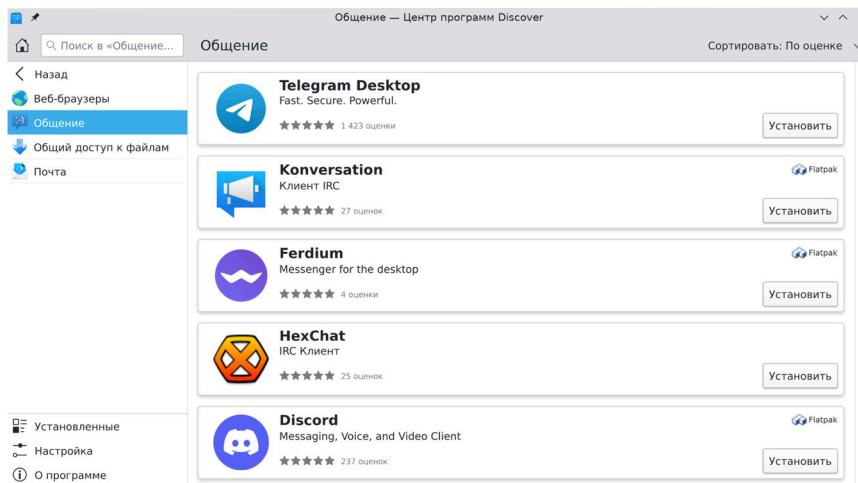 Общение — Центр программ Discover
Поиск в «Общение...
Общение
Сортировать: По оценке
Назад
Веб-браузеры
Общение
Общий доступ к файлам
Почта
Telegram Desktop
Fast. Secure. Powerful.
1 423 оценки
Установить
Konversation
Flatpak
Клиент IRC
27 оценок
Установить
Ferdium
Flatpak
Messenger for the desktop
4 оценки
Установить
HexChat
IRC Клиент
25 оценок
Установить
Discord
Flatpak
Messaging, Voice, and Video Client
237 оценок
Установить
Установленные
Настройка
О программе